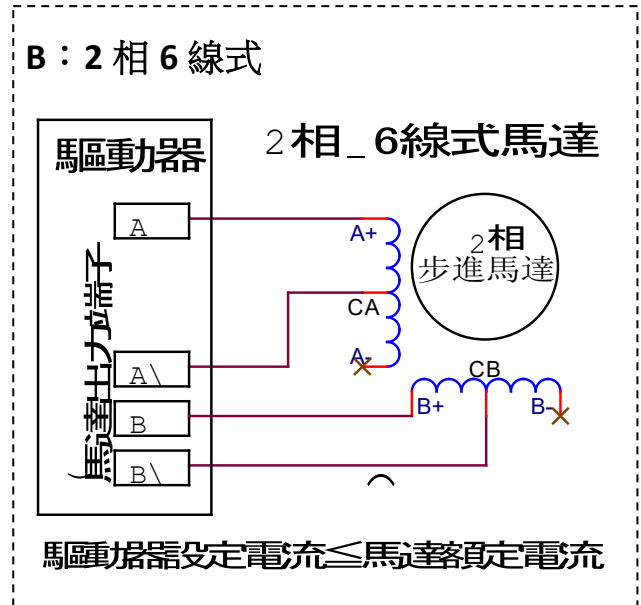 B：2 相 6 線式
驅動器
2相_6線式馬達
A
A+
2相
步進馬達
CA
馬達出力端子
A\
A-
CB
B
B+
B-
B\
驅動器設定電流≦馬達額定電流